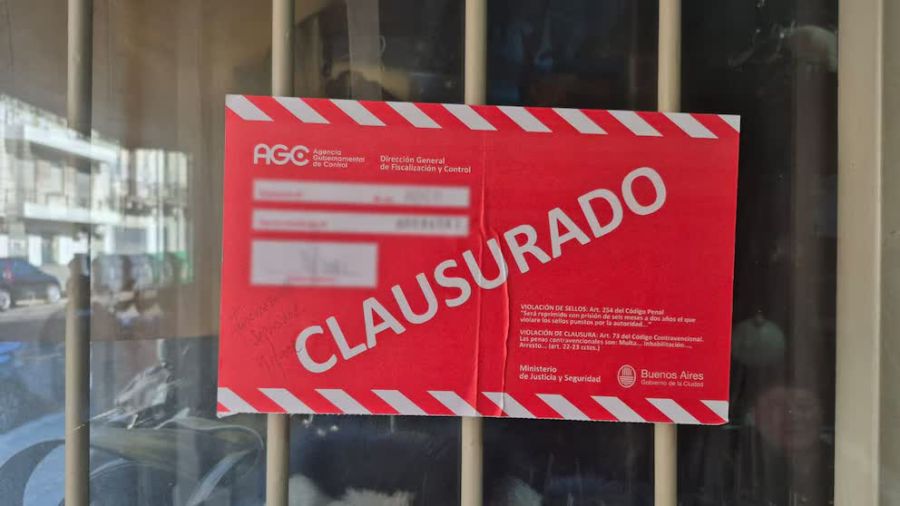 AGC Agencia
Gubernamental
de Control
Dirección General
de Fiscalización y Control
CLAUSURADO
VIOLACIÓN DE SELLOS: Art. 254 del Código Penal
"Será reprimido con prisión de seis meses a dos años el que
violare los sellos puestos por la autoridad..."
VIOLACIÓN DE CLAUSURA: Art. 73 del Código Contravencional.
Las penas contravencionales son: Multa... Inhabilitación...,
Arresto... (art. 22-23 cctes.)
Ministerio
de Justicia y Seguridad
Buenos Aires
Gobierno de la Ciudad